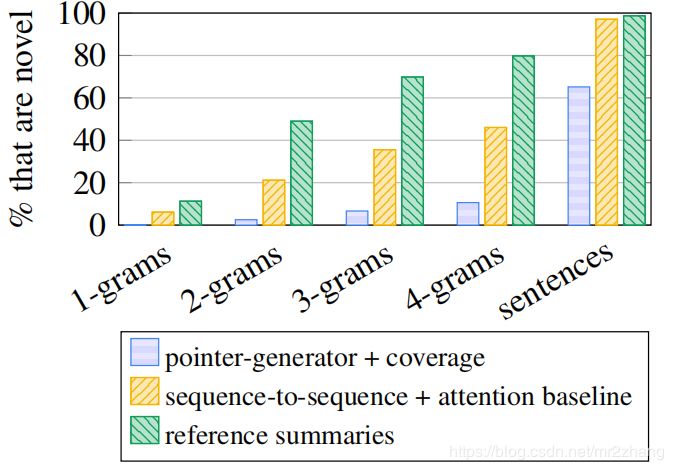 % that are novel
100
80
60
40
20
0
1-grams
2-grams
3-grams
4-grams
sentences
pointer-generator + coverage
sequence-to-sequence + attention baseline
reference summaries
https://blog.csdn.net/mr2zhang